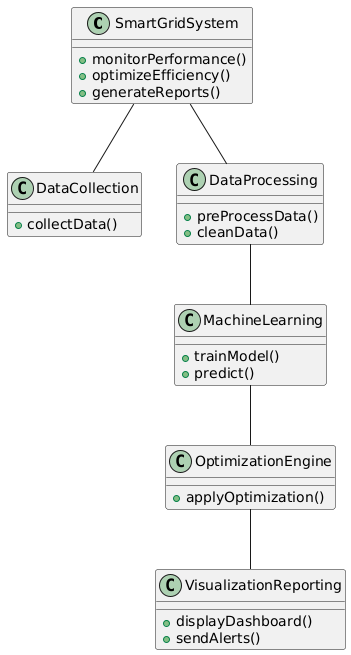 C SmartGridSystem
monitorPerformance()
optimizeEfficiency()
generateReports()
C DataCollection
collectData()
C DataProcessing
preProcessData()
cleanData()
C MachineLearning
trainModel()
predict()
C OptimizationEngine
applyOptimization()
C VisualizationReporting
displayDashboard()
sendAlerts()